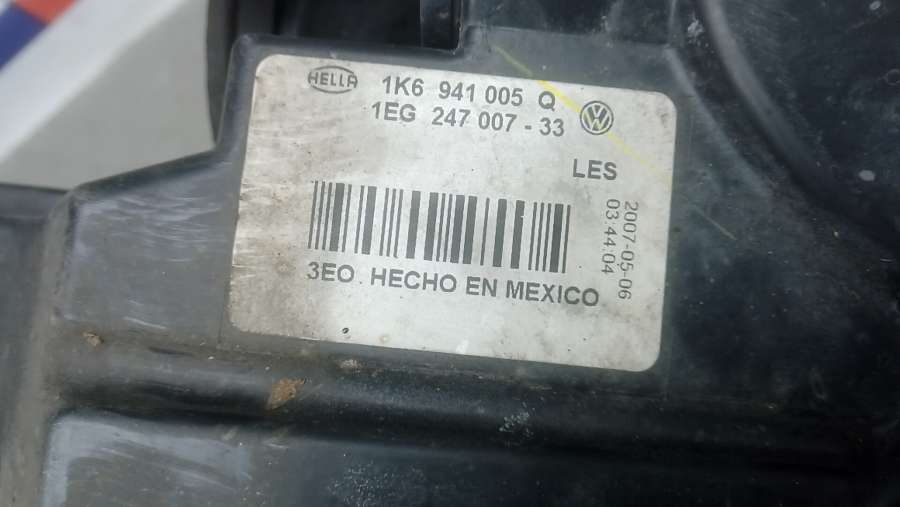 HELLA 1K6 941 005 Q
1EG 247 007 - 33
VW
LES
2007-05-06
03:44:04
3EO. HECHO EN MEXICO